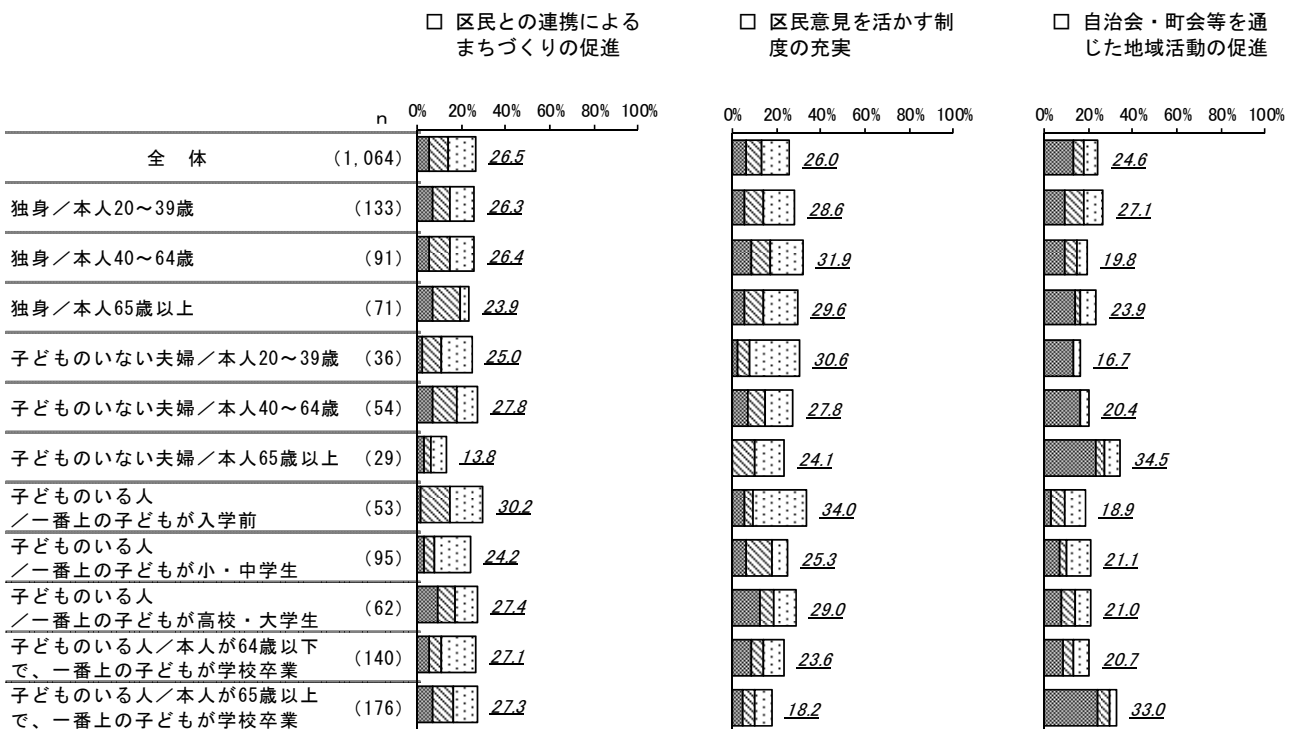 □ 区民との連携による
まちづくりの促進
□ 区民意見を活かす制
度の充実
□ 自治会・町会等を通
じた地域活動の促進
n 0% 20% 40% 60% 80% 100% 0% 20% 40% 60% 80% 100% 0% 20% 40% 60% 80% 100%
全 体 (1,064) 26.5 26.0 24.6
独身/本人20~39歳 (133) 26.3 28.6 27.1
独身/本人40~64歳 (91) 26.4 31.9 19.8
独身/本人65歳以上 (71) 23.9 29.6 23.9
子どものいない夫婦/本人20~39歳 (36) 25.0 30.6 16.7
子どものいない夫婦/本人40~64歳 (54) 27.8 27.8 20.4
子どものいない夫婦/本人65歳以上 (29) 13.8 24.1 34.5
子どものいる人
/一番上の子どもが入学前 (53) 30.2 34.0 18.9
子どものいる人
/一番上の子どもが小・中学生 (95) 24.2 25.3 21.1
子どものいる人
/一番上の子どもが高校・大学生 (62) 27.4 29.0 21.0
子どものいる人/本人が64歳以下
で、一番上の子どもが学校卒業 (140) 27.1 23.6 20.7
子どものいる人/本人が65歳以上
で、一番上の子どもが学校卒業 (176) 27.3 18.2 33.0